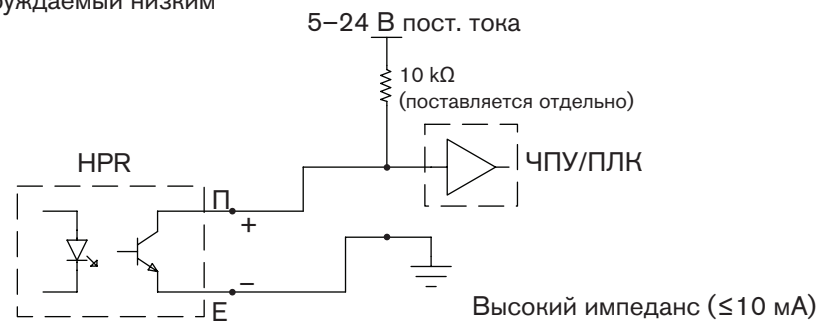 буждаемый низким
5–24 В пост. тока
10 kΩ
(поставляется отдельно)
ЧПУ/ПЛК
HPR
П
+
–
E
Высокий импеданс (≤10 мА)